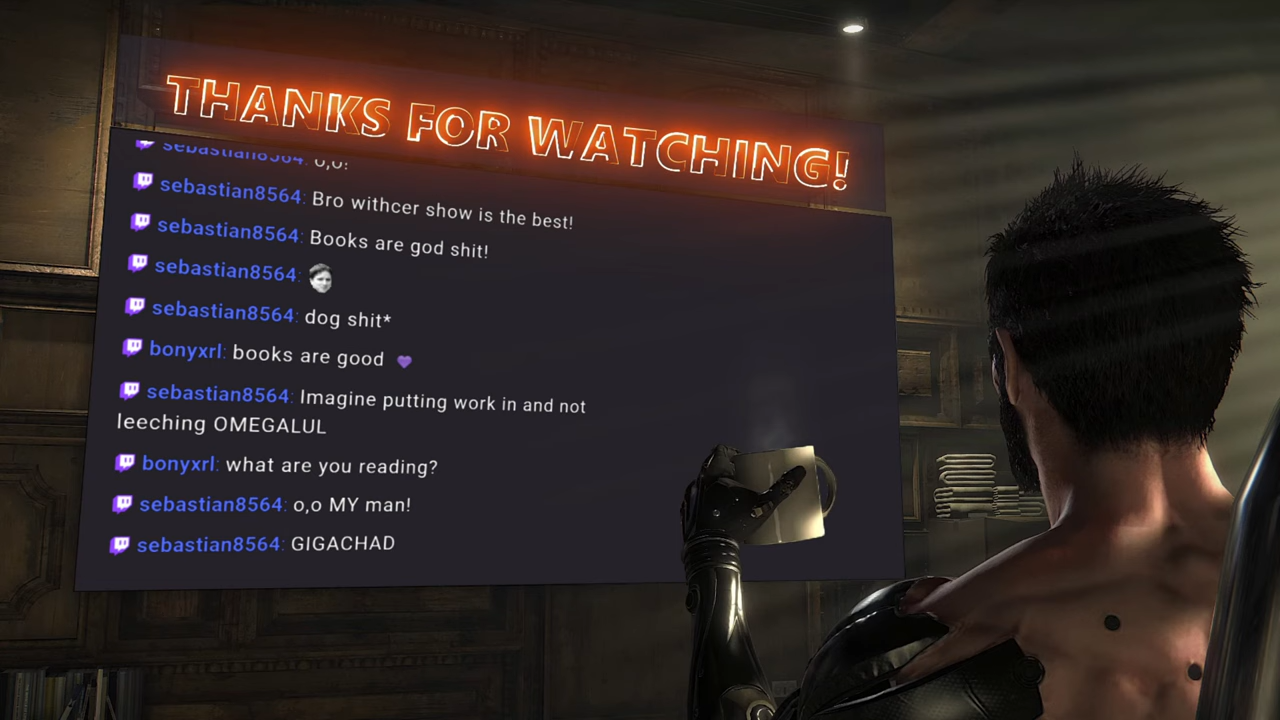 THANKS FOR WATCHING!
sebastian8564: o,o!
sebastian8564: Bro withcer show is the best!
sebastian8564: Books are god shit!
sebastian8564:
sebastian8564: dog shit*
bonyxrl: books are good
sebastian8564: Imagine putting work in and not
leeching OMEGALUL
bonyxrl: what are you reading?
sebastian8564: o,o MY man!
sebastian8564: GIGACHAD